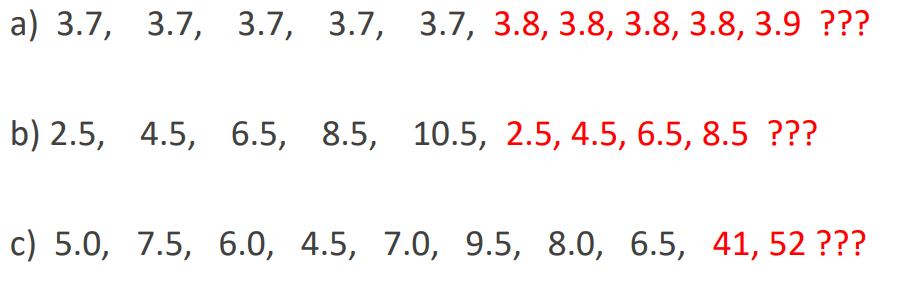 a) 3.7, 3.7, 3.7, 3.7, 3.7, 3.8, 3.8, 3.8, 3.8, 3.9 ???
b) 2.5, 4.5, 6.5, 8.5, 10.5, 2.5, 4.5, 6.5, 8.5 ???
c) 5.0, 7.5, 6.0, 4.5, 7.0, 9.5, 8.0, 6.5, 41, 52 ???